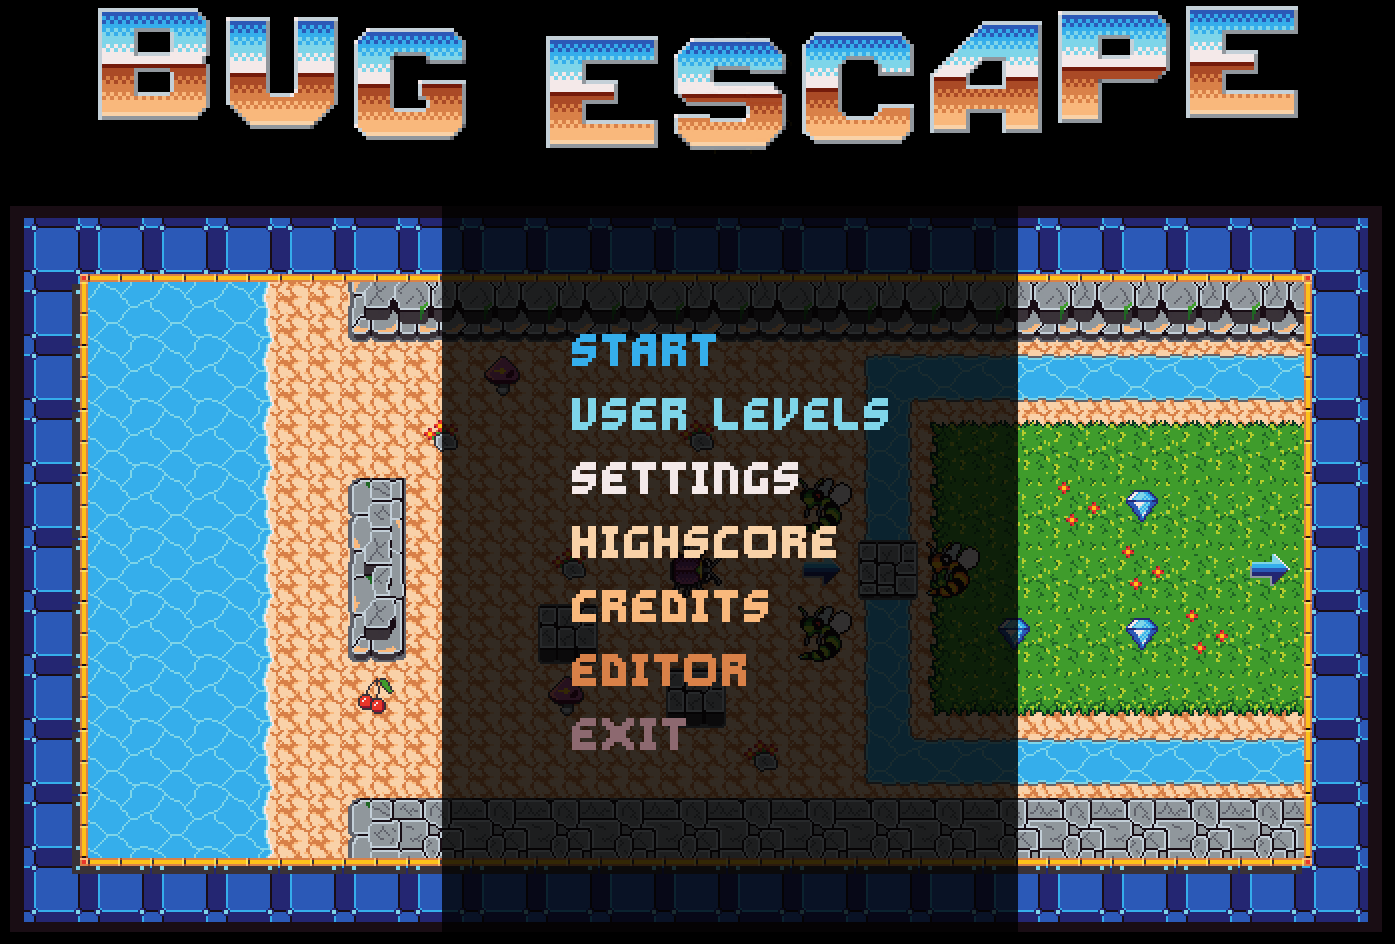 BUG ESCAPE
START
USER LEVELS
SETTINGS
HIGHSCORE
CREDITS
EDITOR
EXIT